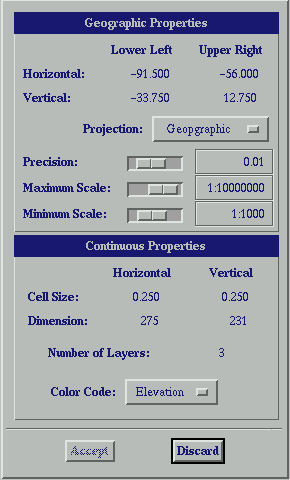 Geographic Properties
Lower Left Upper Right
Horizontal: -91.500 -56.000
Vertical: -33.750 12.750
Projection: Geopgraphic
Precision: 0.01
Maximum Scale: 1:10000000
Minimum Scale: 1:1000
Continuous Properties
Horizontal Vertical
Cell Size: 0.250 0.250
Dimension: 275 231
Number of Layers: 3
Color Code: Elevation
Accept Discard